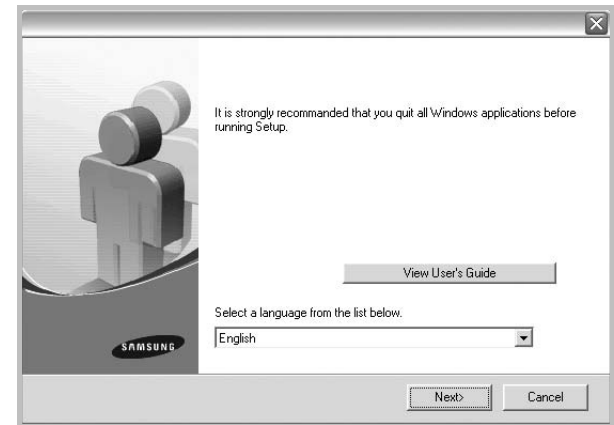 It is strongly recommanded that you quit all Windows applications before
running Setup.
View User's Guide
Select a language from the list below.
English
SAMSUNG
Next>
Cancel